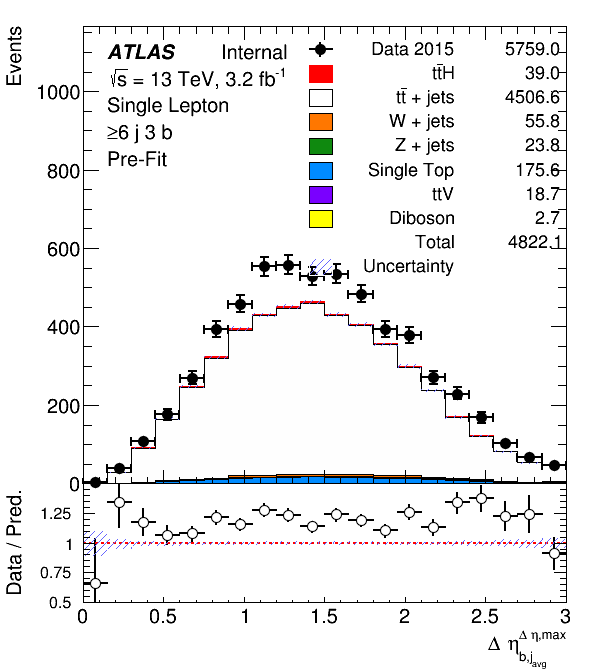 Events
ATLAS Internal
√s = 13 TeV, 3.2 fb-1
Single Lepton
≥6 j 3 b
Pre-Fit
Data 2015 5759.0
tt̄H 39.0
tt̄ + jets 4506.6
W + jets 55.8
Z + jets 23.8
Single Top 175.6
ttV 18.7
Diboson 2.7
Total 4822.1
Uncertainty
1000
800
600
400
200
0
Data / Pred.
1.25
1
0.75
0.5
0 0.5 1 1.5 2 2.5 3
Δ η Δ η,max b,javg